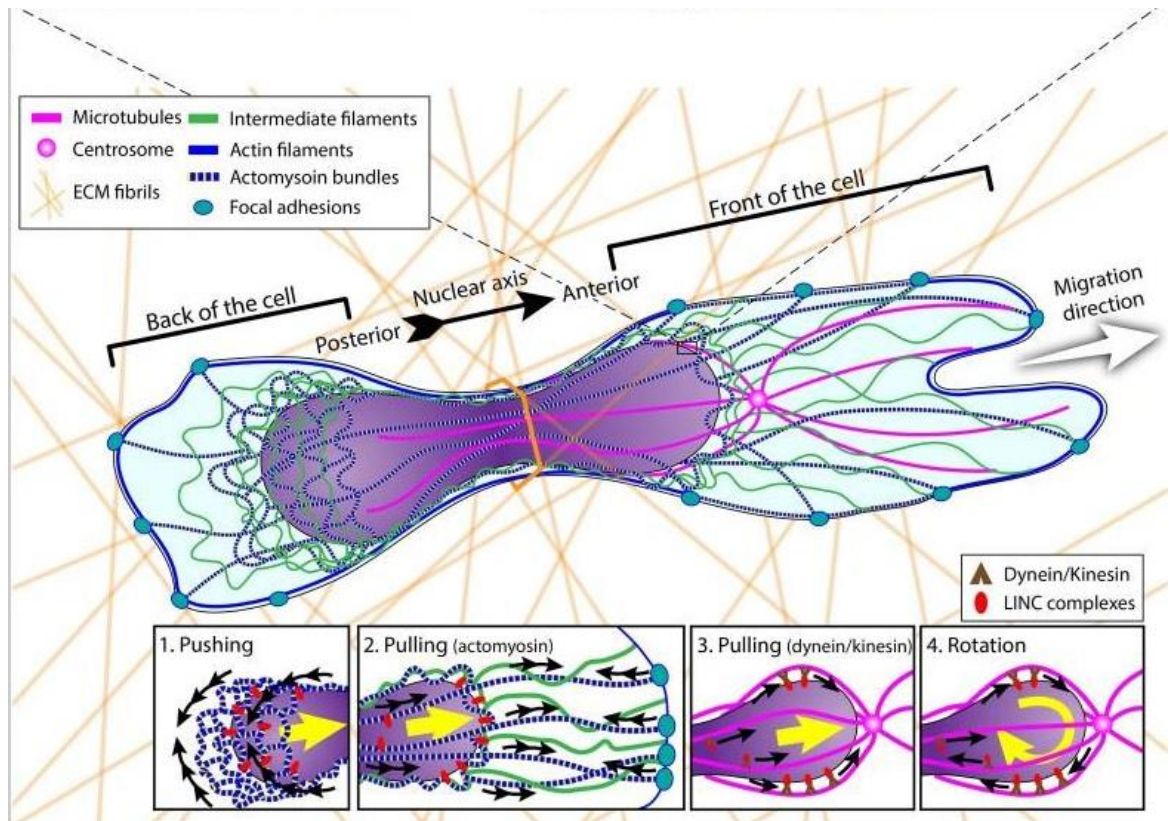 Microtubules
Intermediate filaments
Centrosome
Actin filaments
ECM fibrils
Actomysoin bundles
Focal adhesions
Front of the cell
Migration
direction
Nuclear axis
Anterior
Back of the cell
Posterior
Dynein/Kinesin
LINC complexes
1. Pushing
2. Pulling (actomyosin)
3. Pulling (dynein/kinesin)
4. Rotation